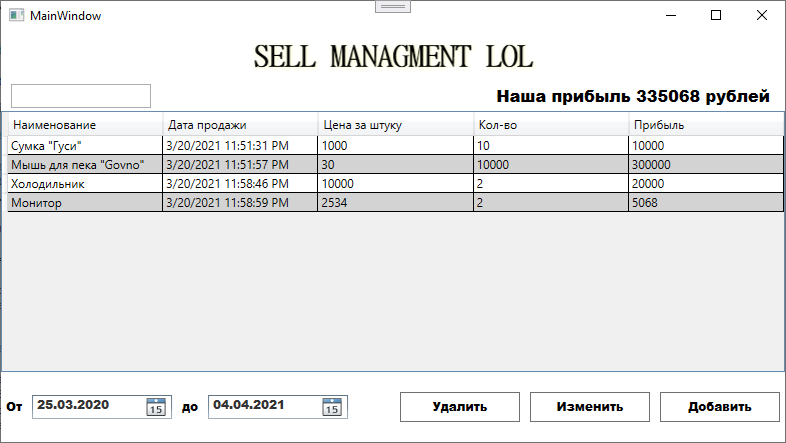 MainWindow
SELL MANAGMENT LOL
Наша прибыль 335068 рублей
Наименование Дата продажи Цена за штуку Кол-во Прибыль
Сумка "Гуси" 3/20/2021 11:51:31 PM 1000 10 10000
Мышь для пека "Govno" 3/20/2021 11:51:57 PM 30 10000 300000
Холодильник 3/20/2021 11:58:46 PM 10000 2 20000
Монитор 3/20/2021 11:58:59 PM 2534 2 5068
От 25.03.2020 15 до 04.04.2021 15 Удалить Изменить Добавить